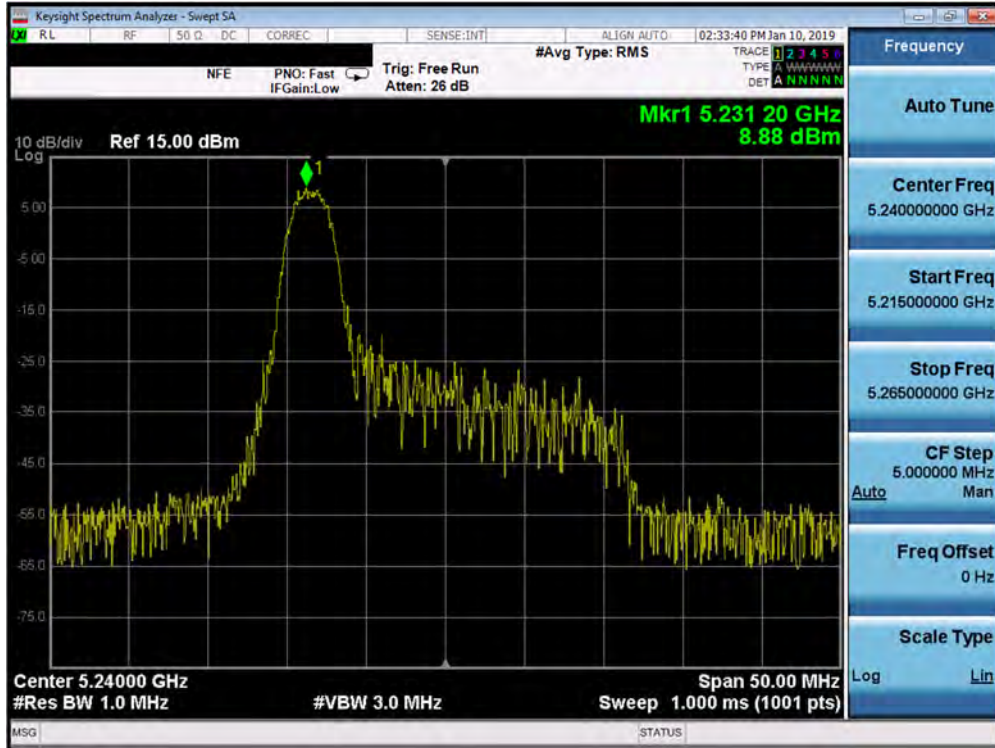 Keysight Spectrum Analyzer - Swept SA
LXI RL RF 50 Ω DC CORREC SENSE:INT ALIGN AUTO 02:33:40 PM Jan 10, 2019
NFE PNO: Fast IFGain:Low
Trig: Free Run
Atten: 26 dB
#Avg Type: RMS
TRACE 1 2 3 4 5 6
TYPE A WWWWW
DET A N N N N N
Mkr1 5.231 20 GHz
8.88 dBm
10 dB/div Ref 15.00 dBm
Log
1
5.00
-5.00
-15.0
-25.0
-35.0
-45.0
-55.0
-65.0
-75.0
Center 5.24000 GHz Span 50.00 MHz
#Res BW 1.0 MHz #VBW 3.0 MHz Sweep 1.000 ms (1001 pts)
MSG STATUS
Frequency
Auto Tune
Center Freq
5.240000000 GHz
Start Freq
5.215000000 GHz
Stop Freq
5.265000000 GHz
CF Step
5.000000 MHz
Auto Man
Freq Offset
0 Hz
Scale Type
Log Lin